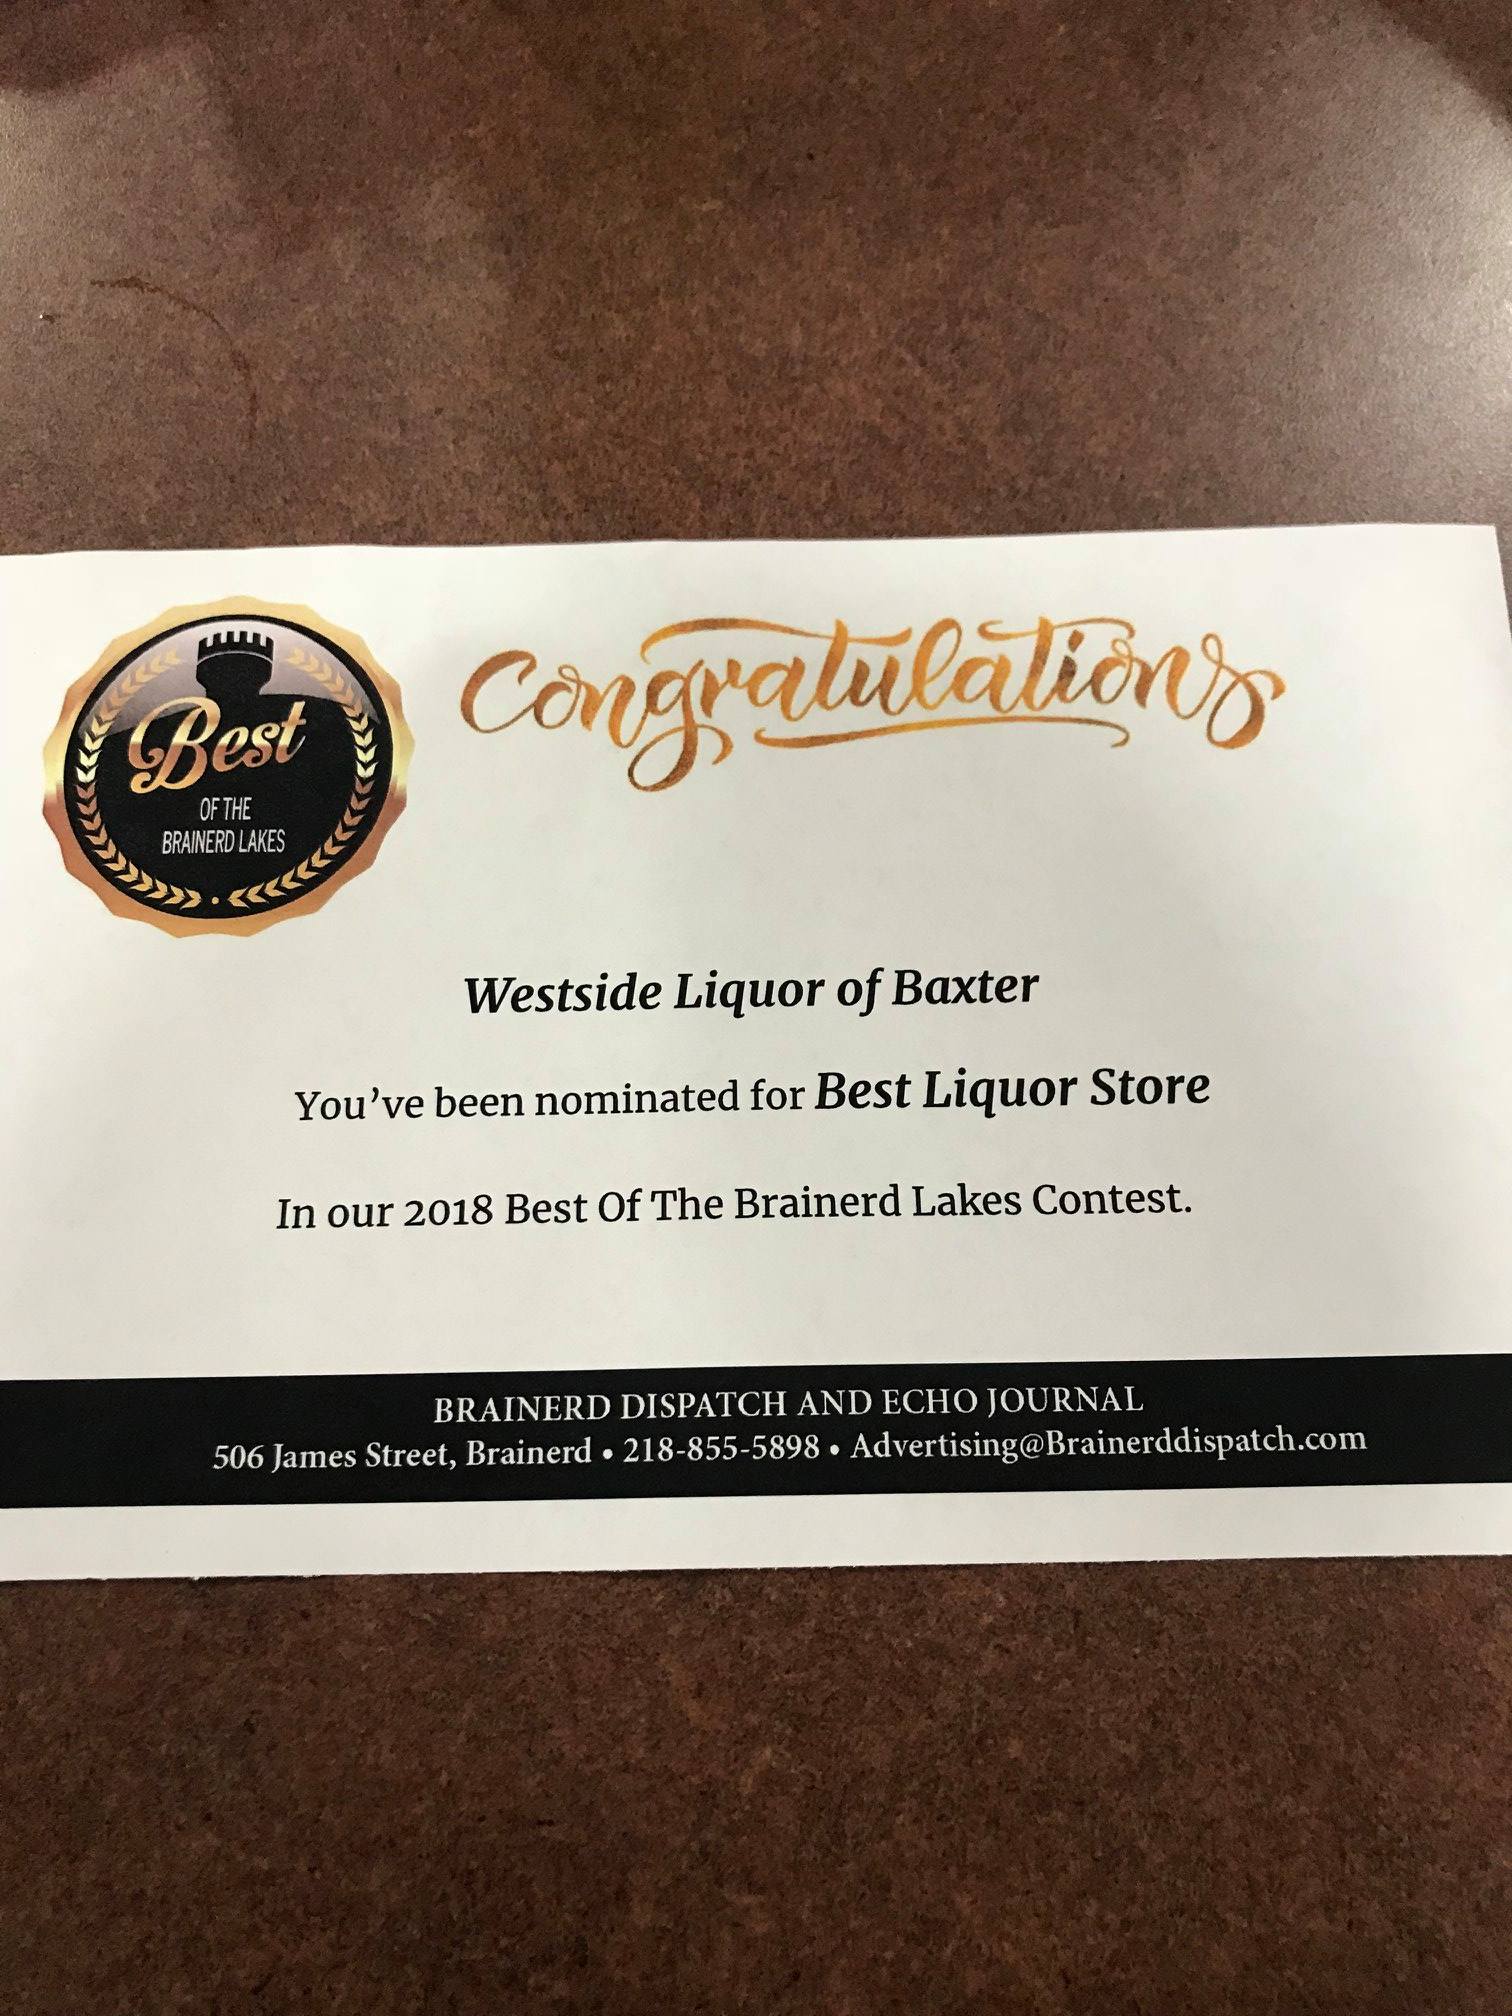 Best
OF THE
BRAINERD LAKES
Congratulations
Westside Liquor of Baxter
You've been nominated for Best Liquor Store
In our 2018 Best Of The Brainerd Lakes Contest.
BRAINERD DISPATCH AND ECHO JOURNAL
506 James Street, Brainerd • 218-855-5898 • Advertising@Brainerddispatch.com